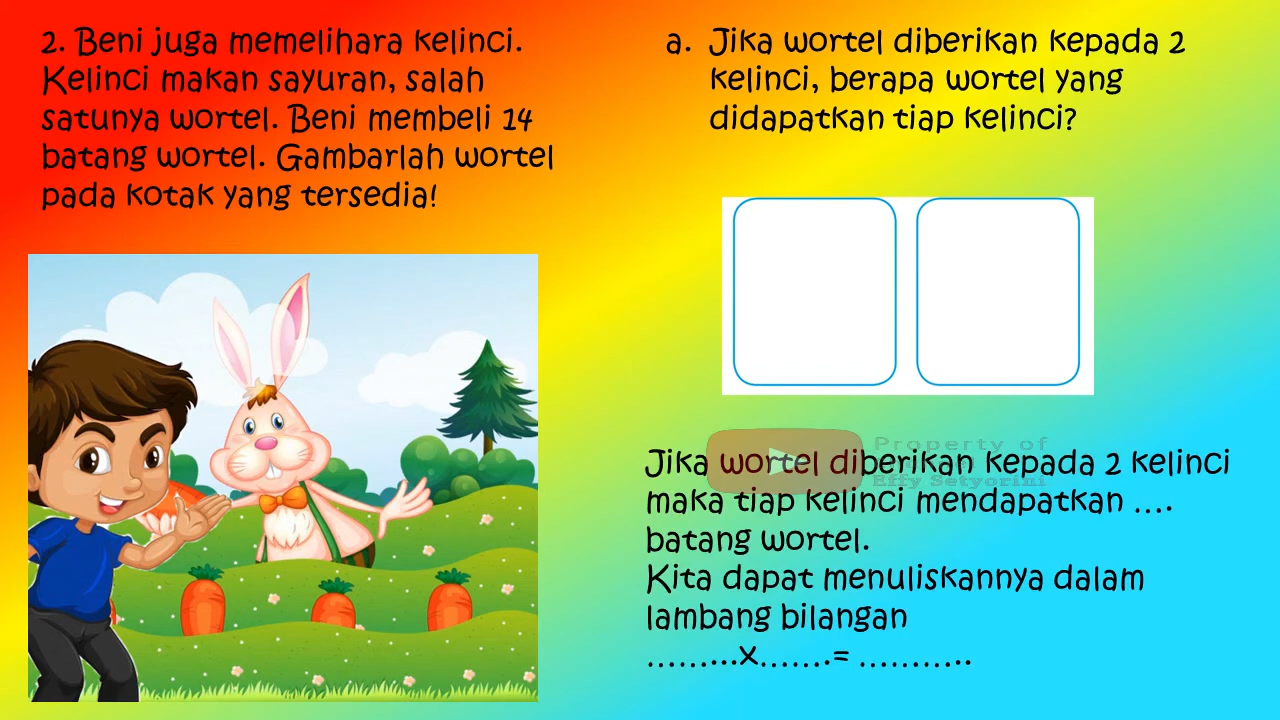 2. Beni juga memelihara kelinci.
Kelinci makan sayuran, salah
satunya wortel. Beni membeli 14
batang wortel. Gambarlah wortel
pada kotak yang tersedia!
a. Jika wortel diberikan kepada 2
kelinci, berapa wortel yang
didapatkan tiap kelinci?
Property of
Effy Setyorini
Jika wortel diberikan kepada 2 kelinci
maka tiap kelinci mendapatkan ....
batang wortel.
Kita dapat menuliskannya dalam
lambang bilangan
……...x…….= ………..